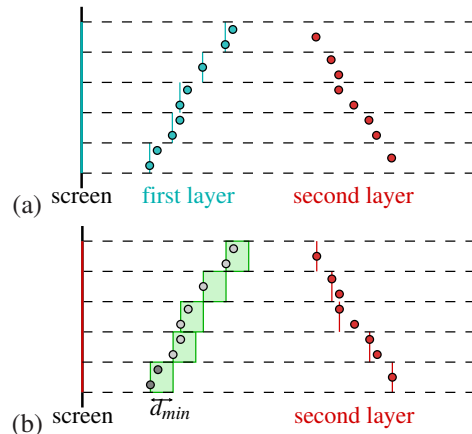 (a) screen first layer second layer
d_min
(b) screen second layer